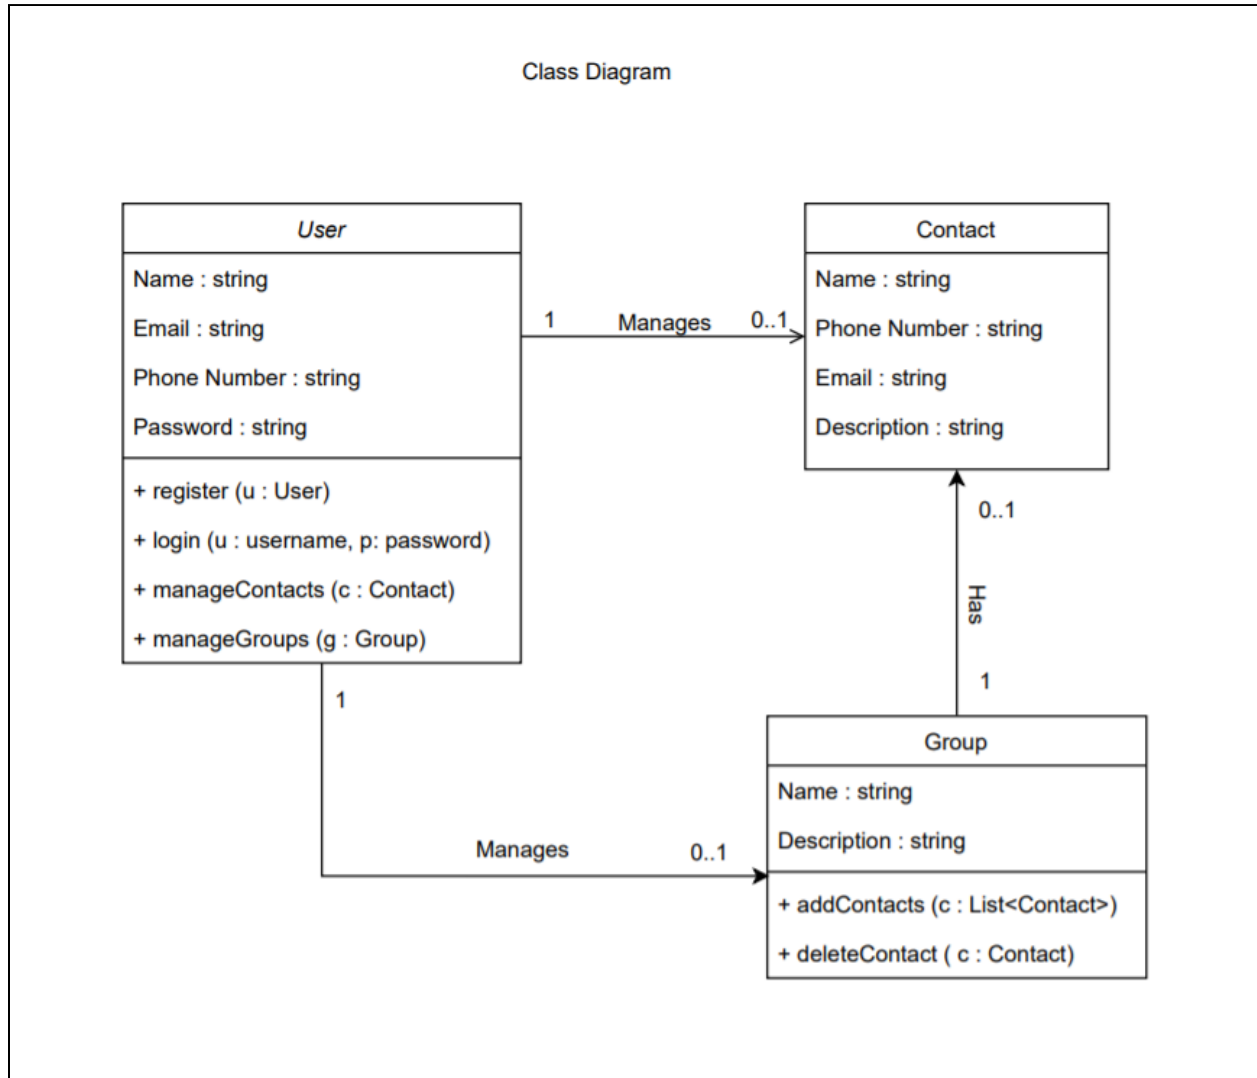 Class Diagram
User
Name : string
Email : string
Phone Number : string
Password : string
+ register (u : User)
+ login (u : username, p: password)
+ manageContacts (c : Contact)
+ manageGroups (g : Group)
1
Manages
0..1
Contact
Name : string
Phone Number : string
Email : string
Description : string
0..1
Has
1
1
Manages
0..1
Group
Name : string
Description : string
+ addContacts (c : List<Contact>)
+ deleteContact ( c : Contact)